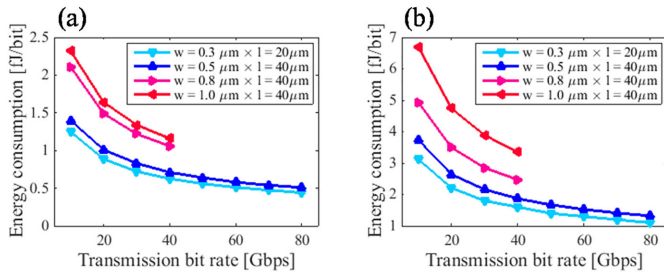 (a)
Energy consumption [fJ/bit]
2.5
2
1.5
1
0.5
0
20
40
60
80
Transmission bit rate [Gbps]
w = 0.3 μm × l = 20μm
w = 0.5 μm × l = 40μm
w = 0.8 μm × l = 40μm
w = 1.0 μm × l = 40μm
(b)
Energy consumption [fJ/bit]
7
6
5
4
3
2
1
20
40
60
80
Transmission bit rate [Gbps]
w = 0.3 μm × l = 20μm
w = 0.5 μm × l = 40μm
w = 0.8 μm × l = 40μm
w = 1.0 μm × l = 40μm